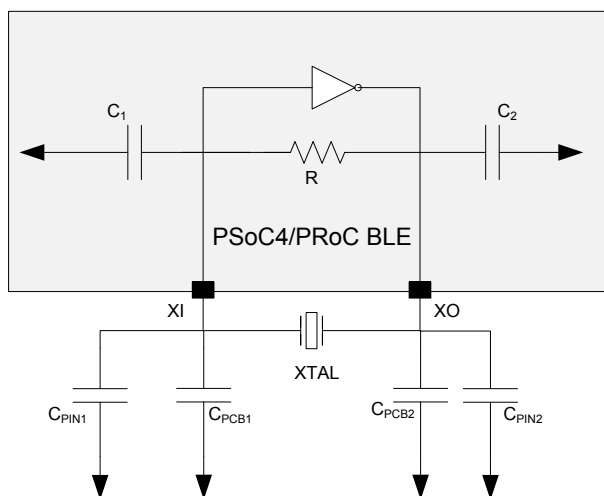 C1
C2
R
PSoC4/PRoC BLE
XI
XO
XTAL
CPIN1
CPCB1
CPCB2
CPIN2